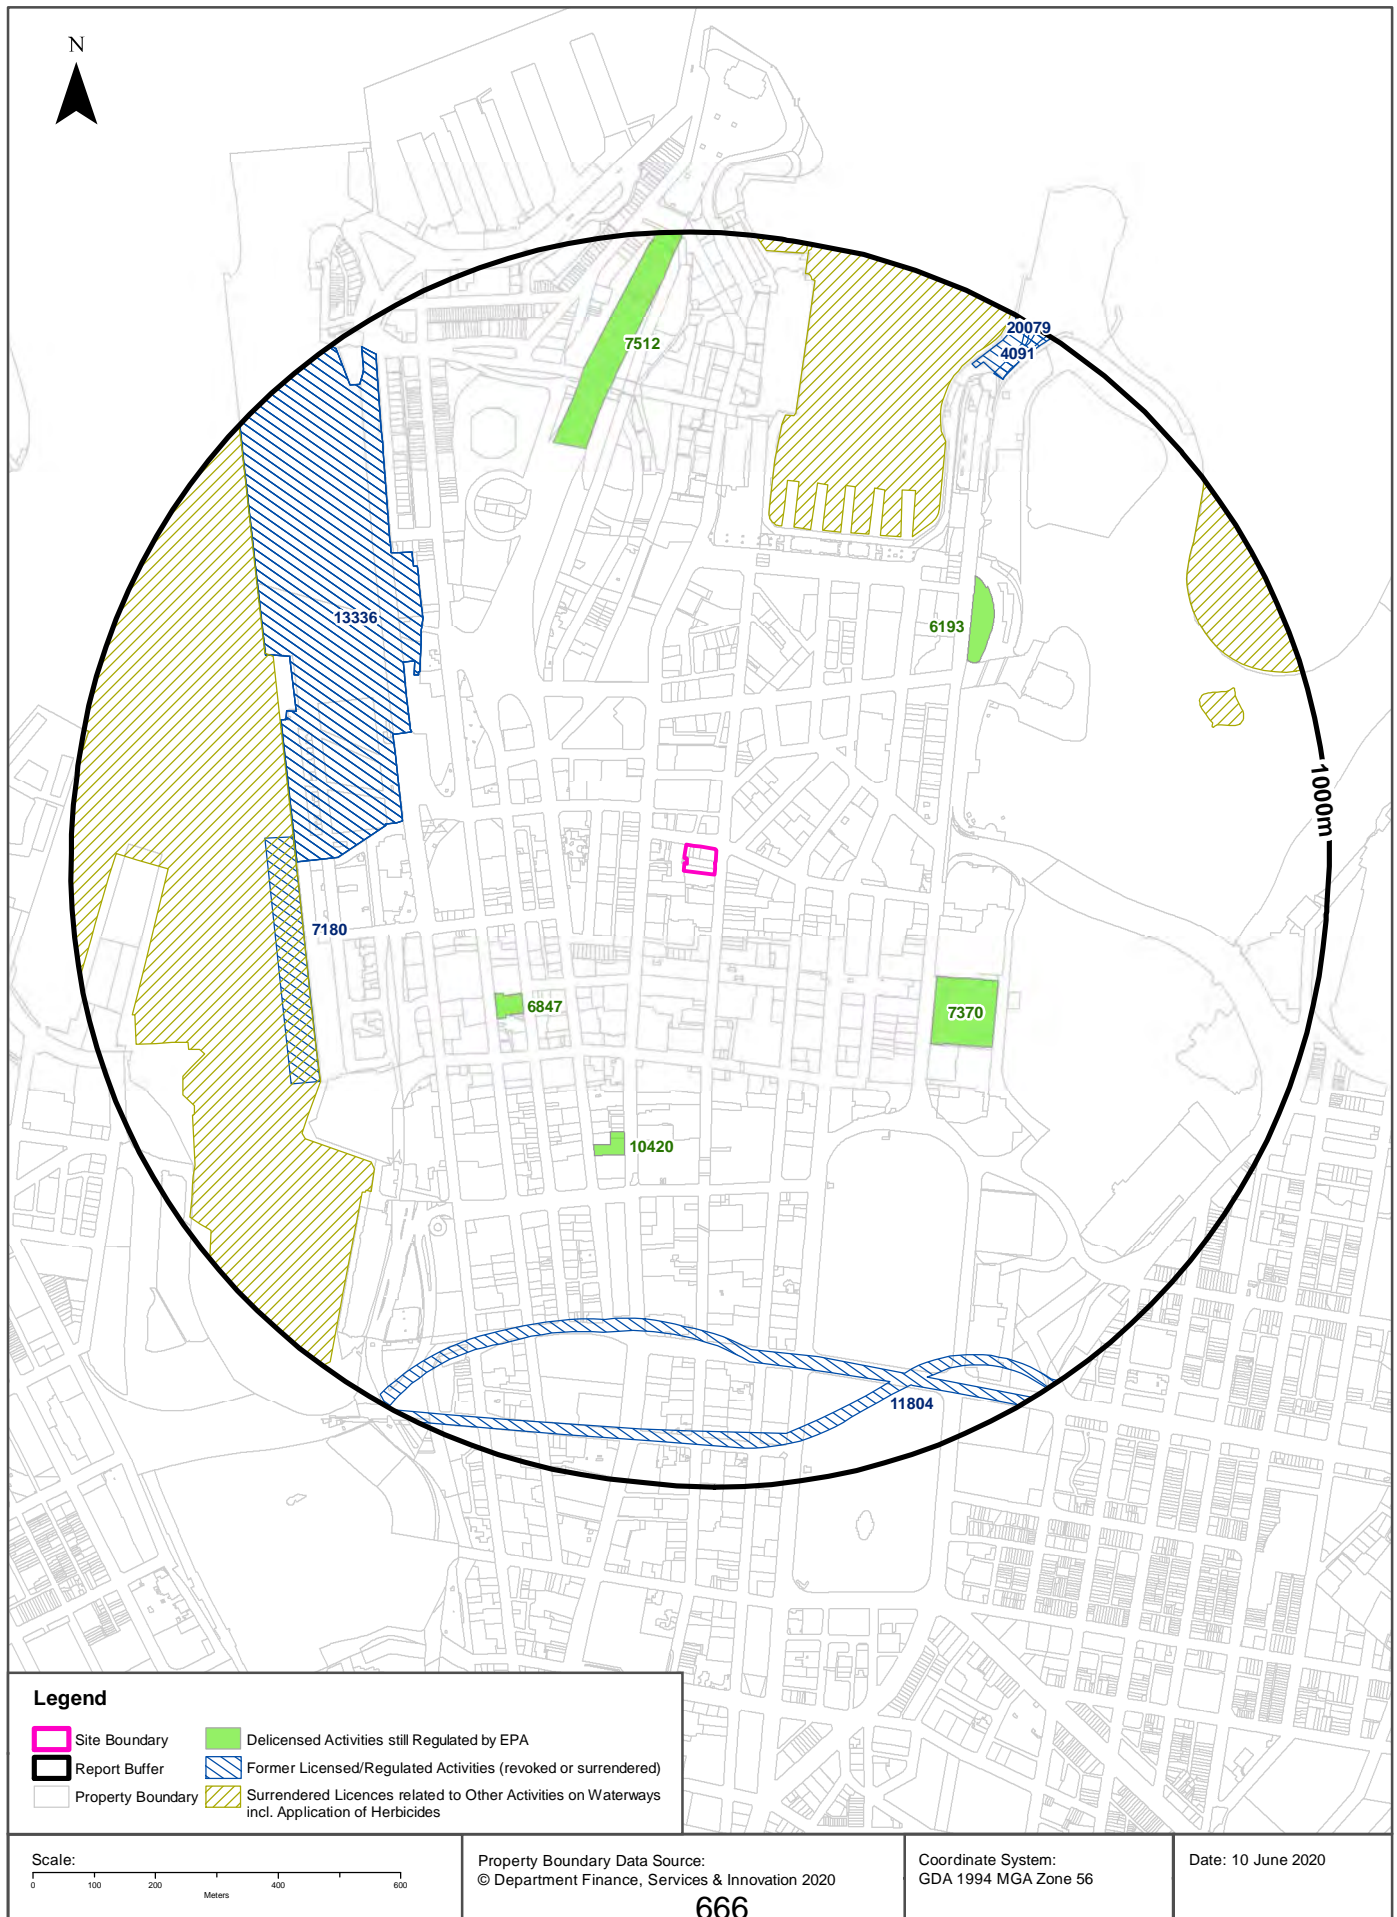 N
20079
4091
7512
13336
6193
1000m
7180
6847
7370
10420
11804
Legend
Site Boundary
Report Buffer
Property Boundary
Delicensed Activities still Regulated by EPA
Former Licensed/Regulated Activities (revoked or surrendered)
Surrendered Licences related to Other Activities on Waterways
incl. Application of Herbicides
Scale:
0 100 200 400 600
Meters
Property Boundary Data Source:
© Department Finance, Services & Innovation 2020
666
Coordinate System:
GDA 1994 MGA Zone 56
Date: 10 June 2020